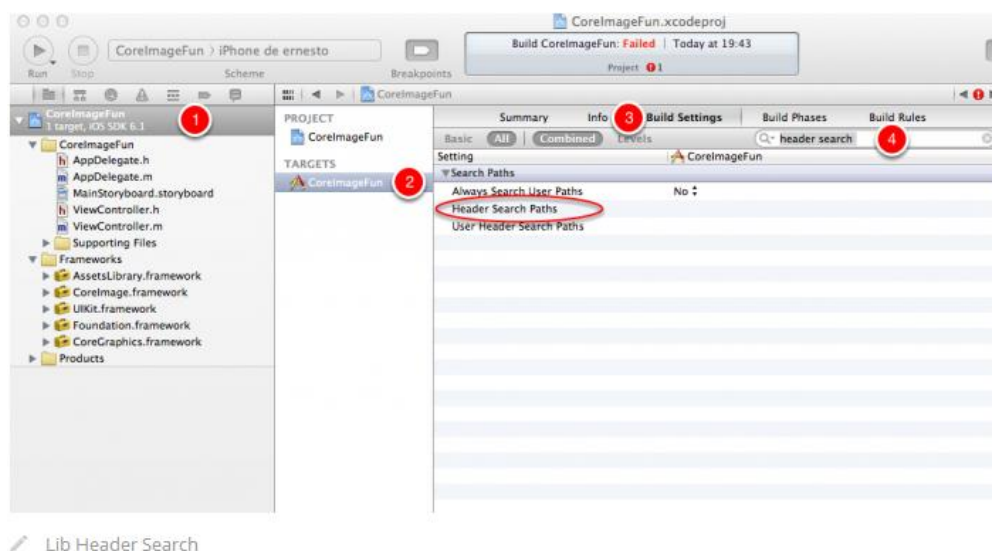 CoreImageFun.xcodeproj
CoreImageFun › iPhone de ernesto
Run Stop Scheme Breakpoints
Build CoreImageFun: Failed | Today at 19:43
Project 1
CoreImageFun
1 target, iOS SDK 6.1
1
CoreImageFun
AppDelegate.h
AppDelegate.m
MainStoryboard.storyboard
ViewController.h
ViewController.m
Supporting Files
Frameworks
AssetsLibrary.framework
CoreImage.framework
UIKit.framework
Foundation.framework
CoreGraphics.framework
Products
CoreImageFun
PROJECT
CoreImageFun
TARGETS
CoreImageFun
2
Summary Info 3 Build Settings Build Phases Build Rules
Basic All Combined Levels header search 4
Setting CoreImageFun
Search Paths
Always Search User Paths No
Header Search Paths
User Header Search Paths
Lib Header Search